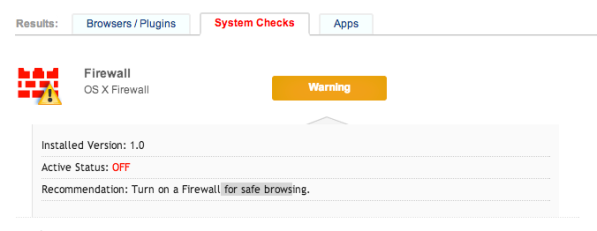 Results: Browsers / Plugins System Checks Apps
Firewall
OS X Firewall
Warning
Installed Version: 1.0
Active Status: OFF
Recommendation: Turn on a Firewall for safe browsing.